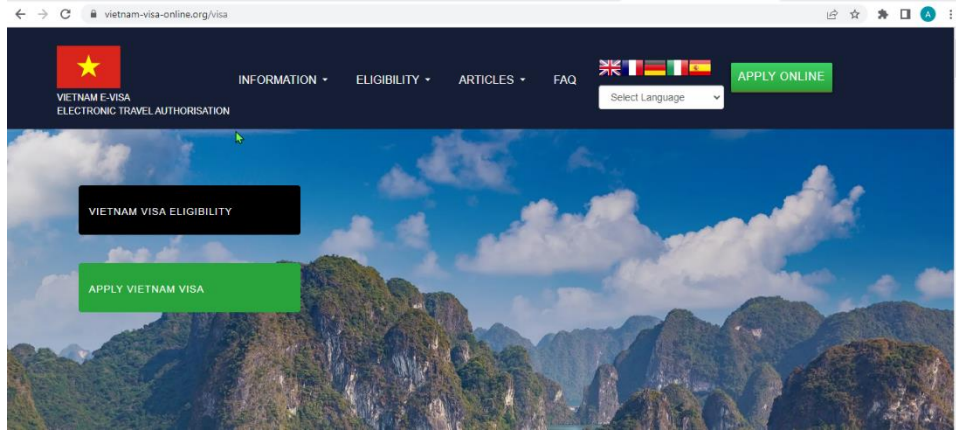 vietnam-visa-online.org/visa
A
INFORMATION
ELIGIBILITY
ARTICLES
FAQ
APPLY ONLINE
Select Language
VIETNAM E-VISA
ELECTRONIC TRAVEL AUTHORISATION
VIETNAM VISA ELIGIBILITY
APPLY VIETNAM VISA